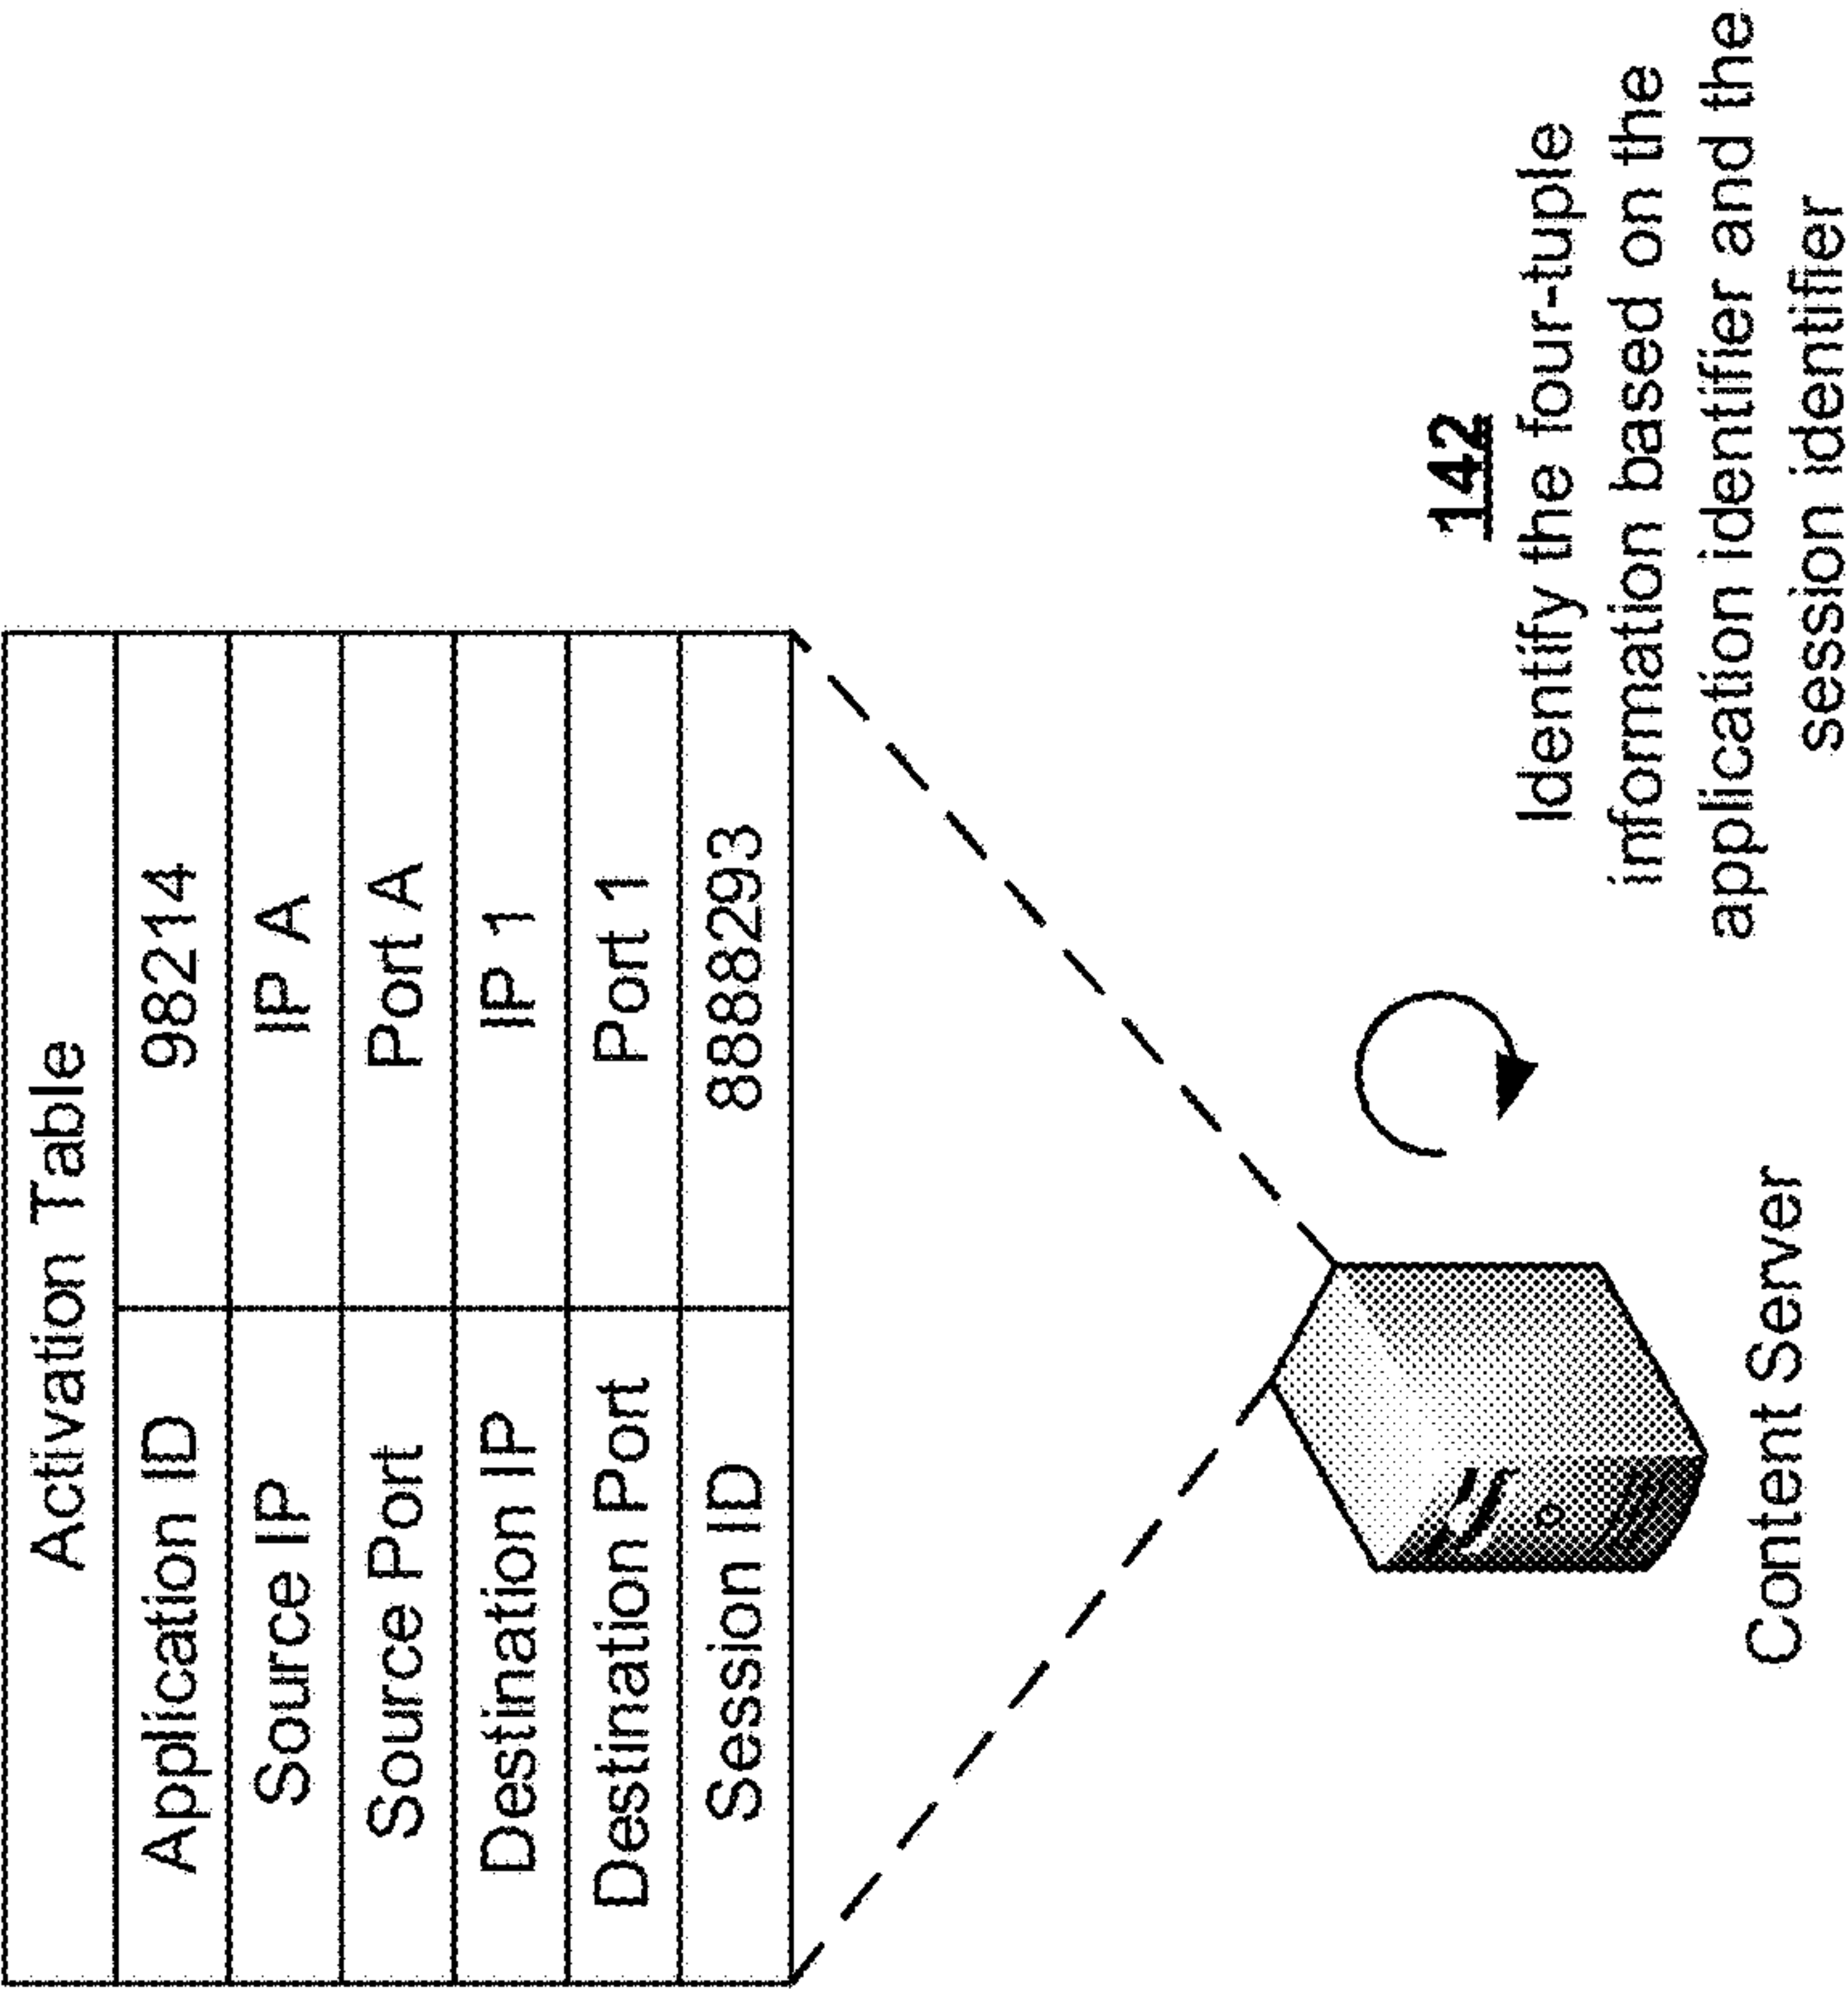 Activation Table
Application ID 98214
Source IP IP A
Source Port Port A
Destination IP IP 1
Destination Port Port 1
Session ID 8888293
142
Identify the four-tuple
information based on the
application identifier and the
session identifier
Content Server